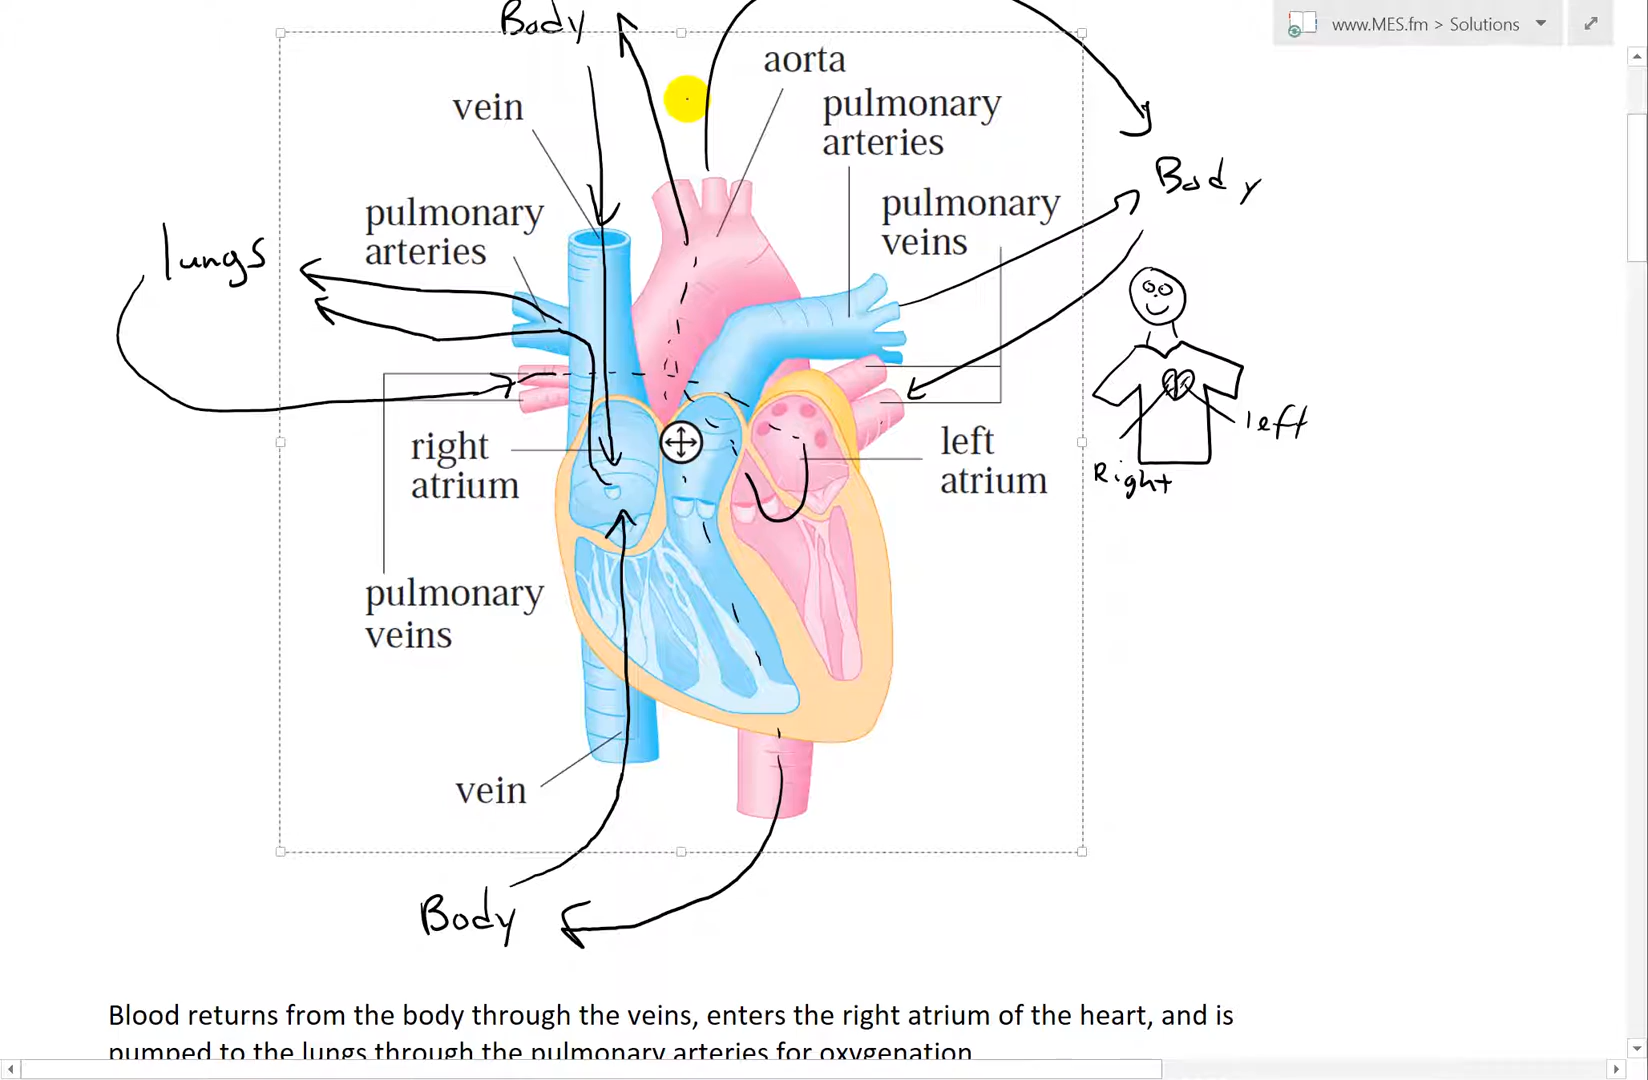 www.MES.fm > Solutions
Body
aorta
vein
pulmonary
arteries
Body
pulmonary
arteries
pulmonary
veins
lungs
right
atrium
left
atrium
left
Right
pulmonary
veins
vein
Body
Blood returns from the body through the veins, enters the right atrium of the heart, and is
pumped to the lungs through the pulmonary arteries for oxygenation